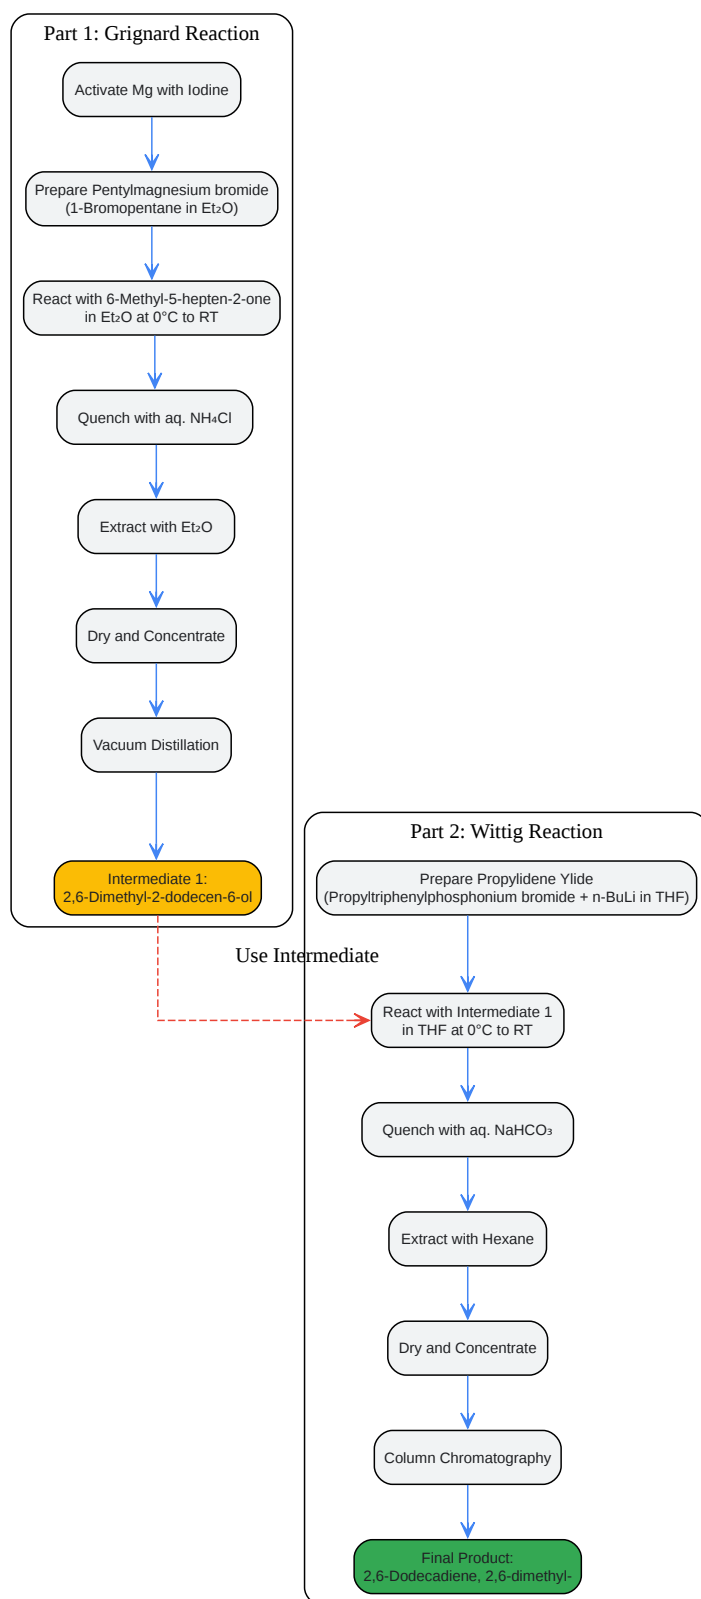 Part 1: Grignard Reaction
Activate Mg with Iodine
Prepare Pentylmagnesium bromide
(1-Bromopentane in Et₂O)
React with 6-Methyl-5-hepten-2-one
in Et₂O at 0°C to RT
Quench with aq. NH₄Cl
Extract with Et₂O
Dry and Concentrate
Vacuum Distillation
Intermediate 1:
2,6-Dimethyl-2-dodecen-6-ol
Use Intermediate
Part 2: Wittig Reaction
Prepare Propylidene Ylide
(Propyltriphenylphosphonium bromide + n-BuLi in THF)
React with Intermediate 1
in THF at 0°C to RT
Quench with aq. NaHCO₃
Extract with Hexane
Dry and Concentrate
Column Chromatography
Final Product:
2,6-Dodecadiene, 2,6-dimethyl-